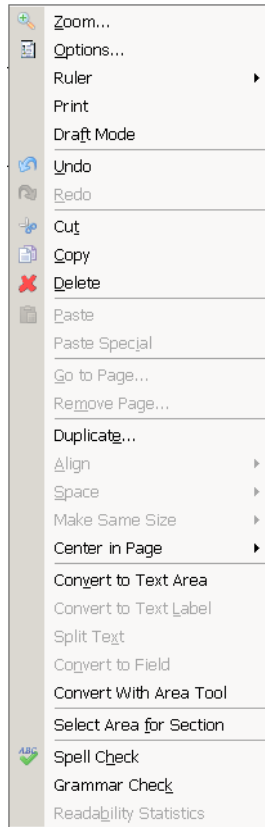 Zoom...
Options...
Ruler
Print
Draft Mode
Undo
Redo
Cut
Copy
Delete
Paste
Paste Special
Go to Page...
Remove Page...
Duplicate...
Align
Space
Make Same Size
Center in Page
Convert to Text Area
Convert to Text Label
Split Text
Convert to Field
Convert With Area Tool
Select Area for Section
ABC Spell Check
Grammar Check
Readability Statistics